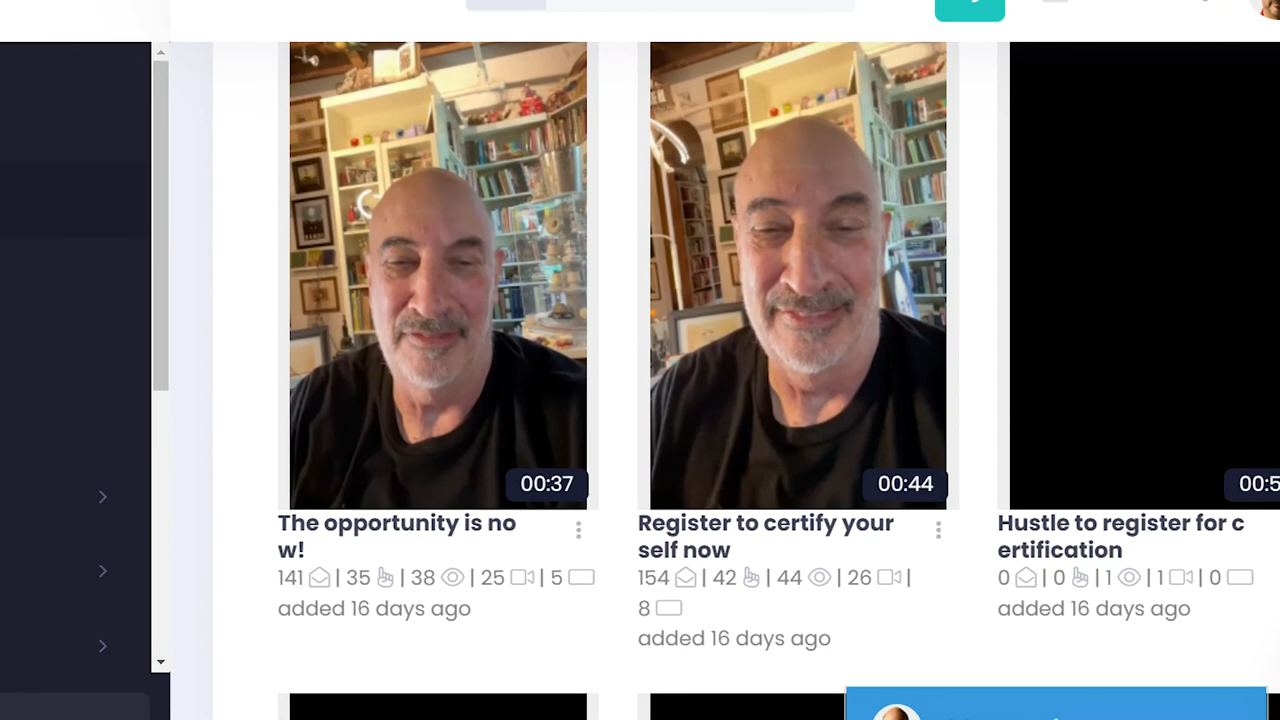 00:37
00:44
00:5
The opportunity is no
w!
141 | 35 | 38 | 25 | 5
added 16 days ago
Register to certify your
self now
154 | 42 | 44 | 26 |
8
added 16 days ago
Hustle to register for c
ertification
0 | 0 | 1 | 1 | 0
added 16 days ago